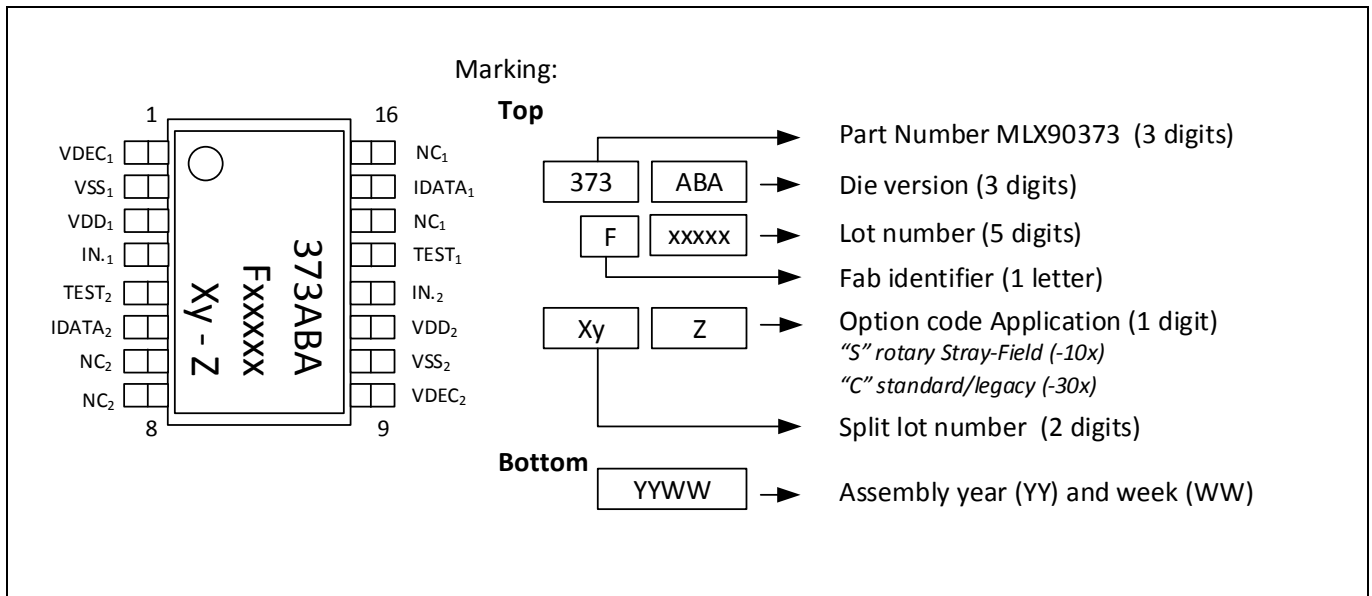 Marking:
Top
1
16
VDEC₁
VSS₁
VDD₁
IN.₁
TEST₂
IDATA₂
NC₂
NC₂
8
373ABA
Fxxxxx
Xy - Z
NC₁
IDATA₁
NC₁
TEST₁
IN.₂
VDD₂
VSS₂
VDEC₂
9
Part Number MLX90373 (3 digits)
373 ABA Die version (3 digits)
F xxxxx Lot number (5 digits)
Fab identifier (1 letter)
Xy Z Option code Application (1 digit)
“S” rotary Stray-Field (-10x)
“C” standard/legacy (-30x)
Split lot number (2 digits)
Bottom
YYWW Assembly year (YY) and week (WW)